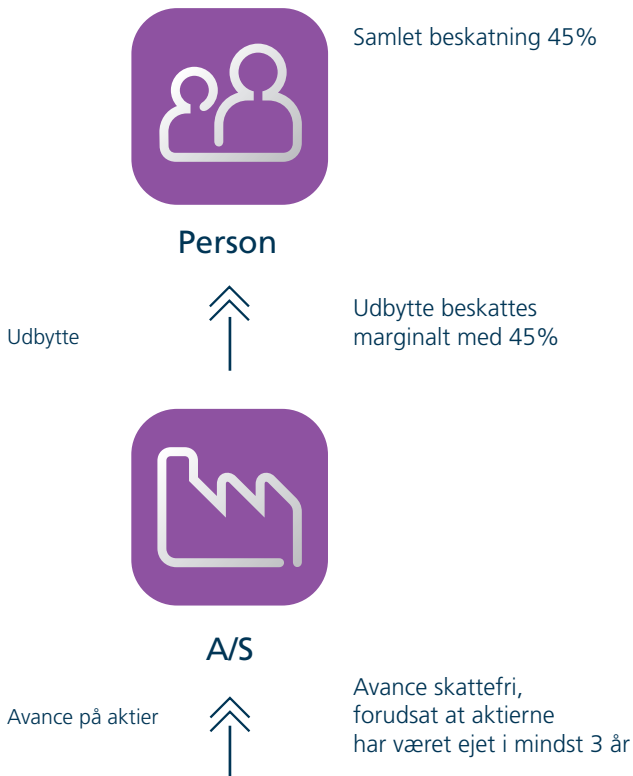 Samlet beskatning 45%
Person
Udbytte
Udbytte beskattes
marginalt med 45%
A/S
Avance på aktier
Avance skattefri,
forudsat at aktierne
har været ejet i mindst 3 år